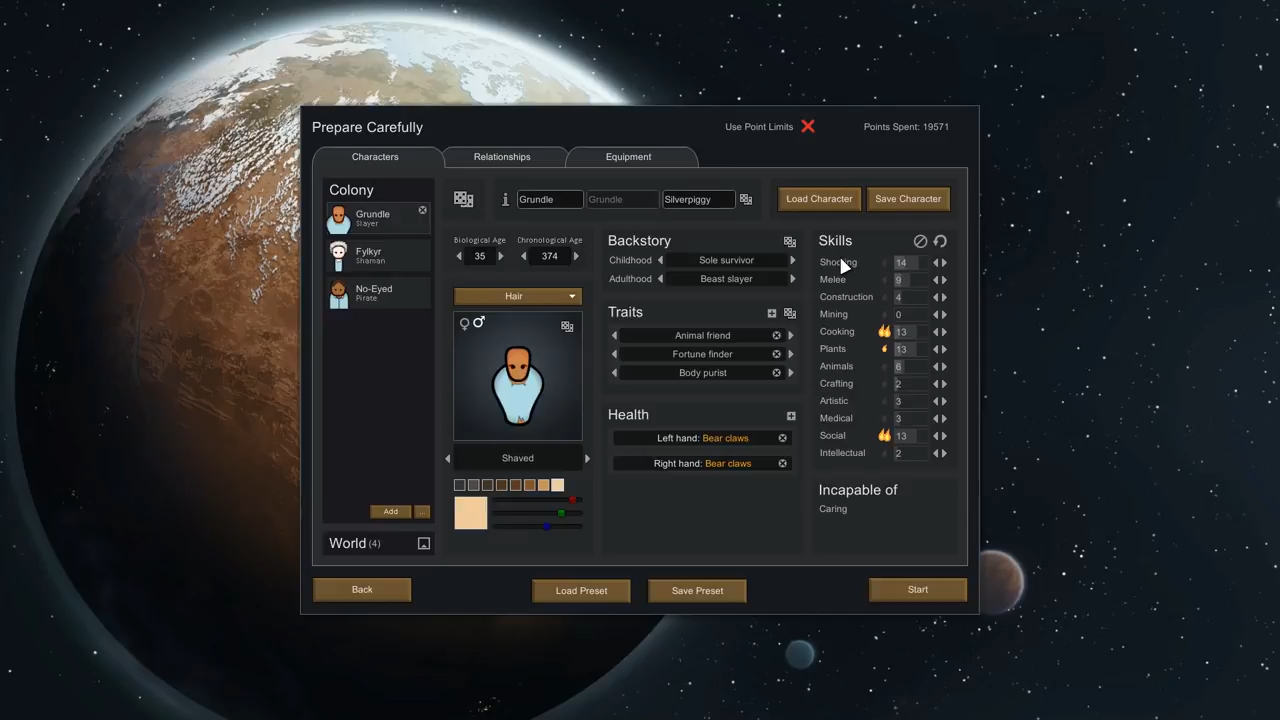 Prepare Carefully
Use Point Limits
Points Spent: 19571
Characters
Relationships
Equipment
Colony
Grundle
Slayer
Fylkyr
Shaman
No-Eyed
Pirate
Add
...
World (4)
Grundle
Grundle
Silverpiggy
Load Character
Save Character
Biological Age
Chronological Age
35
374
Hair
Shaved
Backstory
Childhood
Sole survivor
Adulthood
Beast slayer
Traits
Animal friend
Fortune finder
Body purist
Health
Left hand: Bear claws
Right hand: Bear claws
Skills
Shooting 14
Melee 9
Construction 4
Mining 0
Cooking 13
Plants 13
Animals 6
Crafting 2
Artistic 3
Medical 3
Social 13
Intellectual 2
Incapable of
Caring
Back
Load Preset
Save Preset
Start